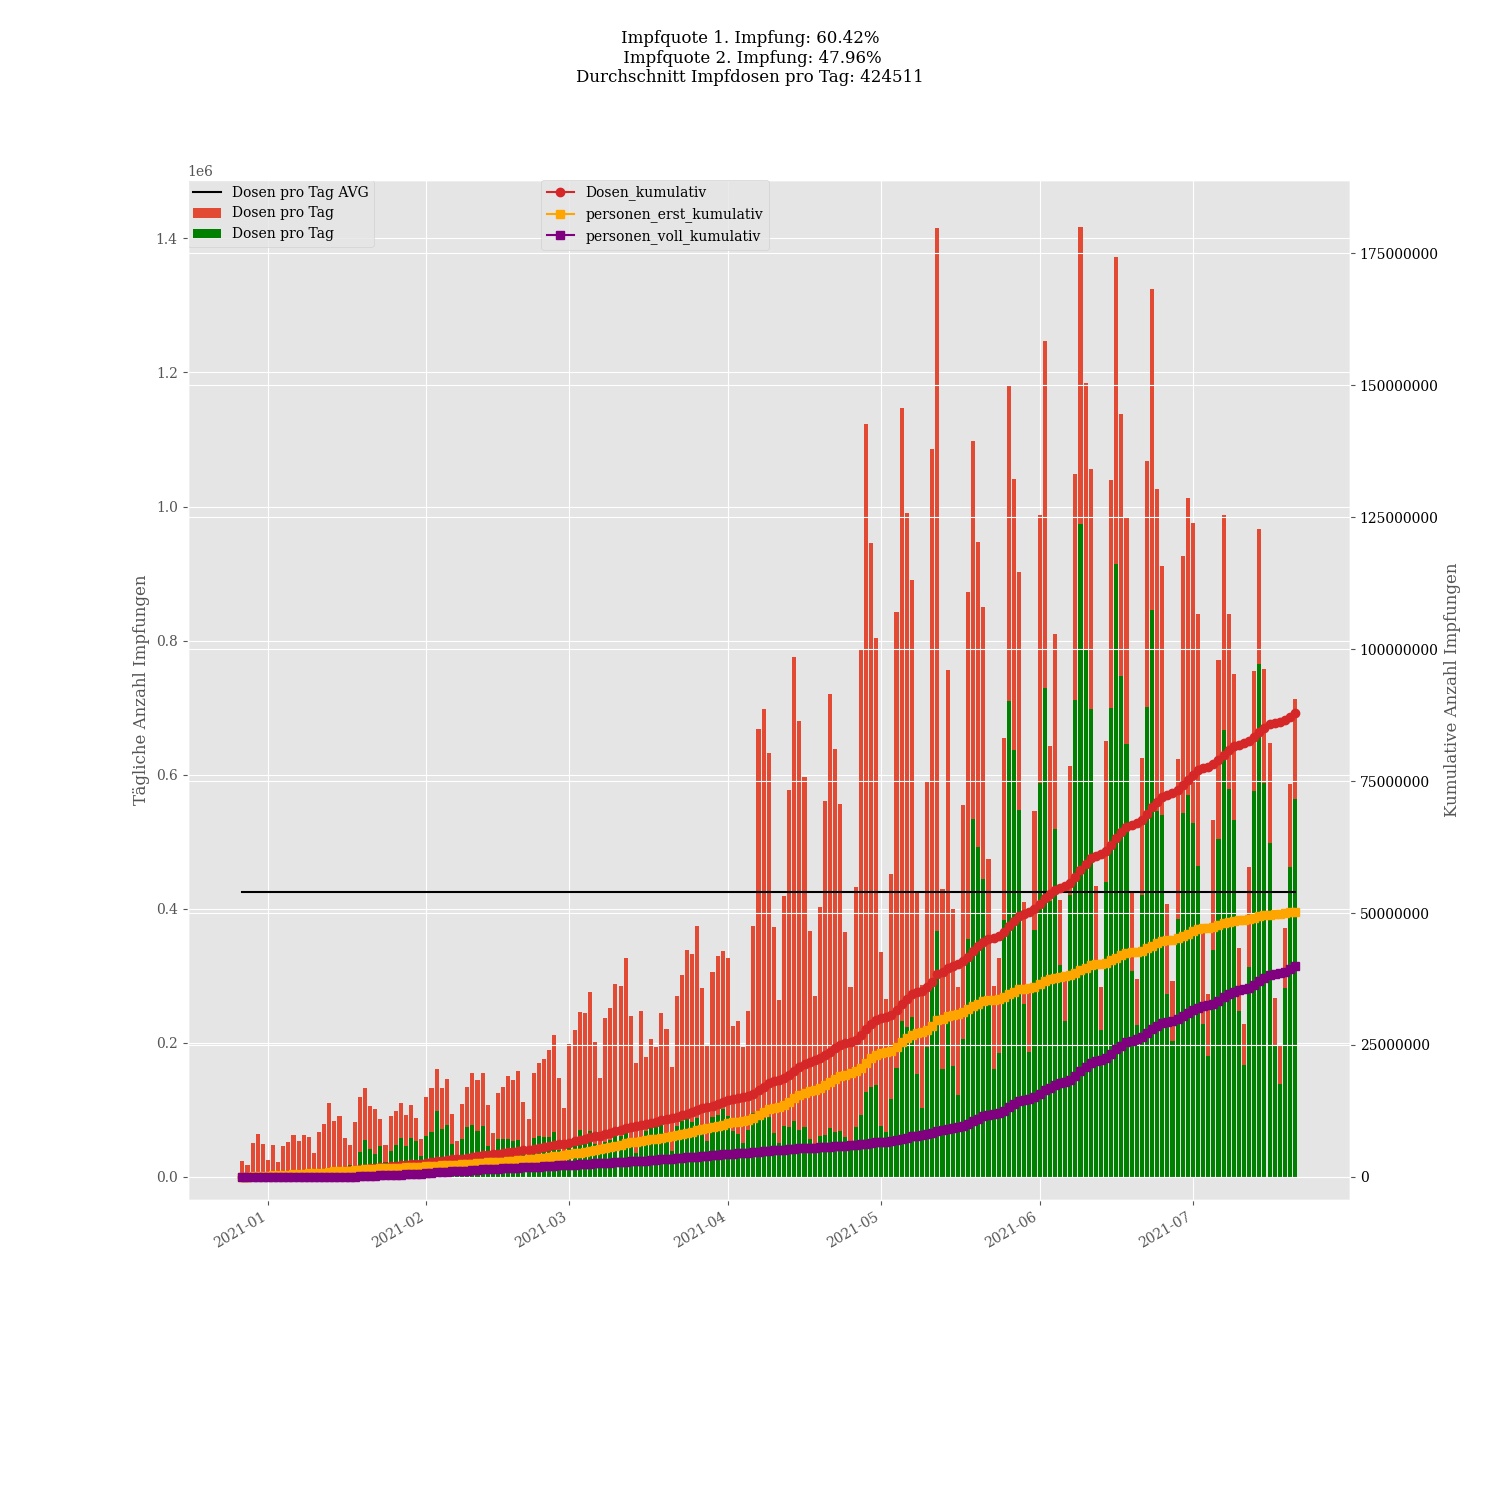 Impfquote 1. Impfung: 60.42%
Impfquote 2. Impfung: 47.96%
Durchschnitt Impfdosen pro Tag: 424511
1e6
Dosen pro Tag AVG
Dosen pro Tag
Dosen pro Tag
Dosen_kumulativ
personen_erst_kumulativ
personen_voll_kumulativ
1.4
1.2
1.0
0.8
0.6
0.4
0.2
0.0
Tägliche Anzahl Impfungen
175000000
150000000
125000000
100000000
75000000
50000000
25000000
0
Kumulative Anzahl Impfungen
2021-01
2021-02
2021-03
2021-04
2021-05
2021-06
2021-07